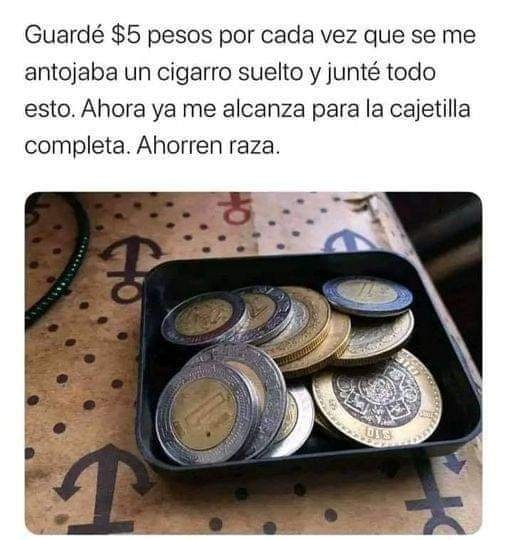 Guardé $5 pesos por cada vez que se me
antojaba un cigarro suelto y junté todo
esto. Ahora ya me alcanza para la cajetilla
completa. Ahorren raza.